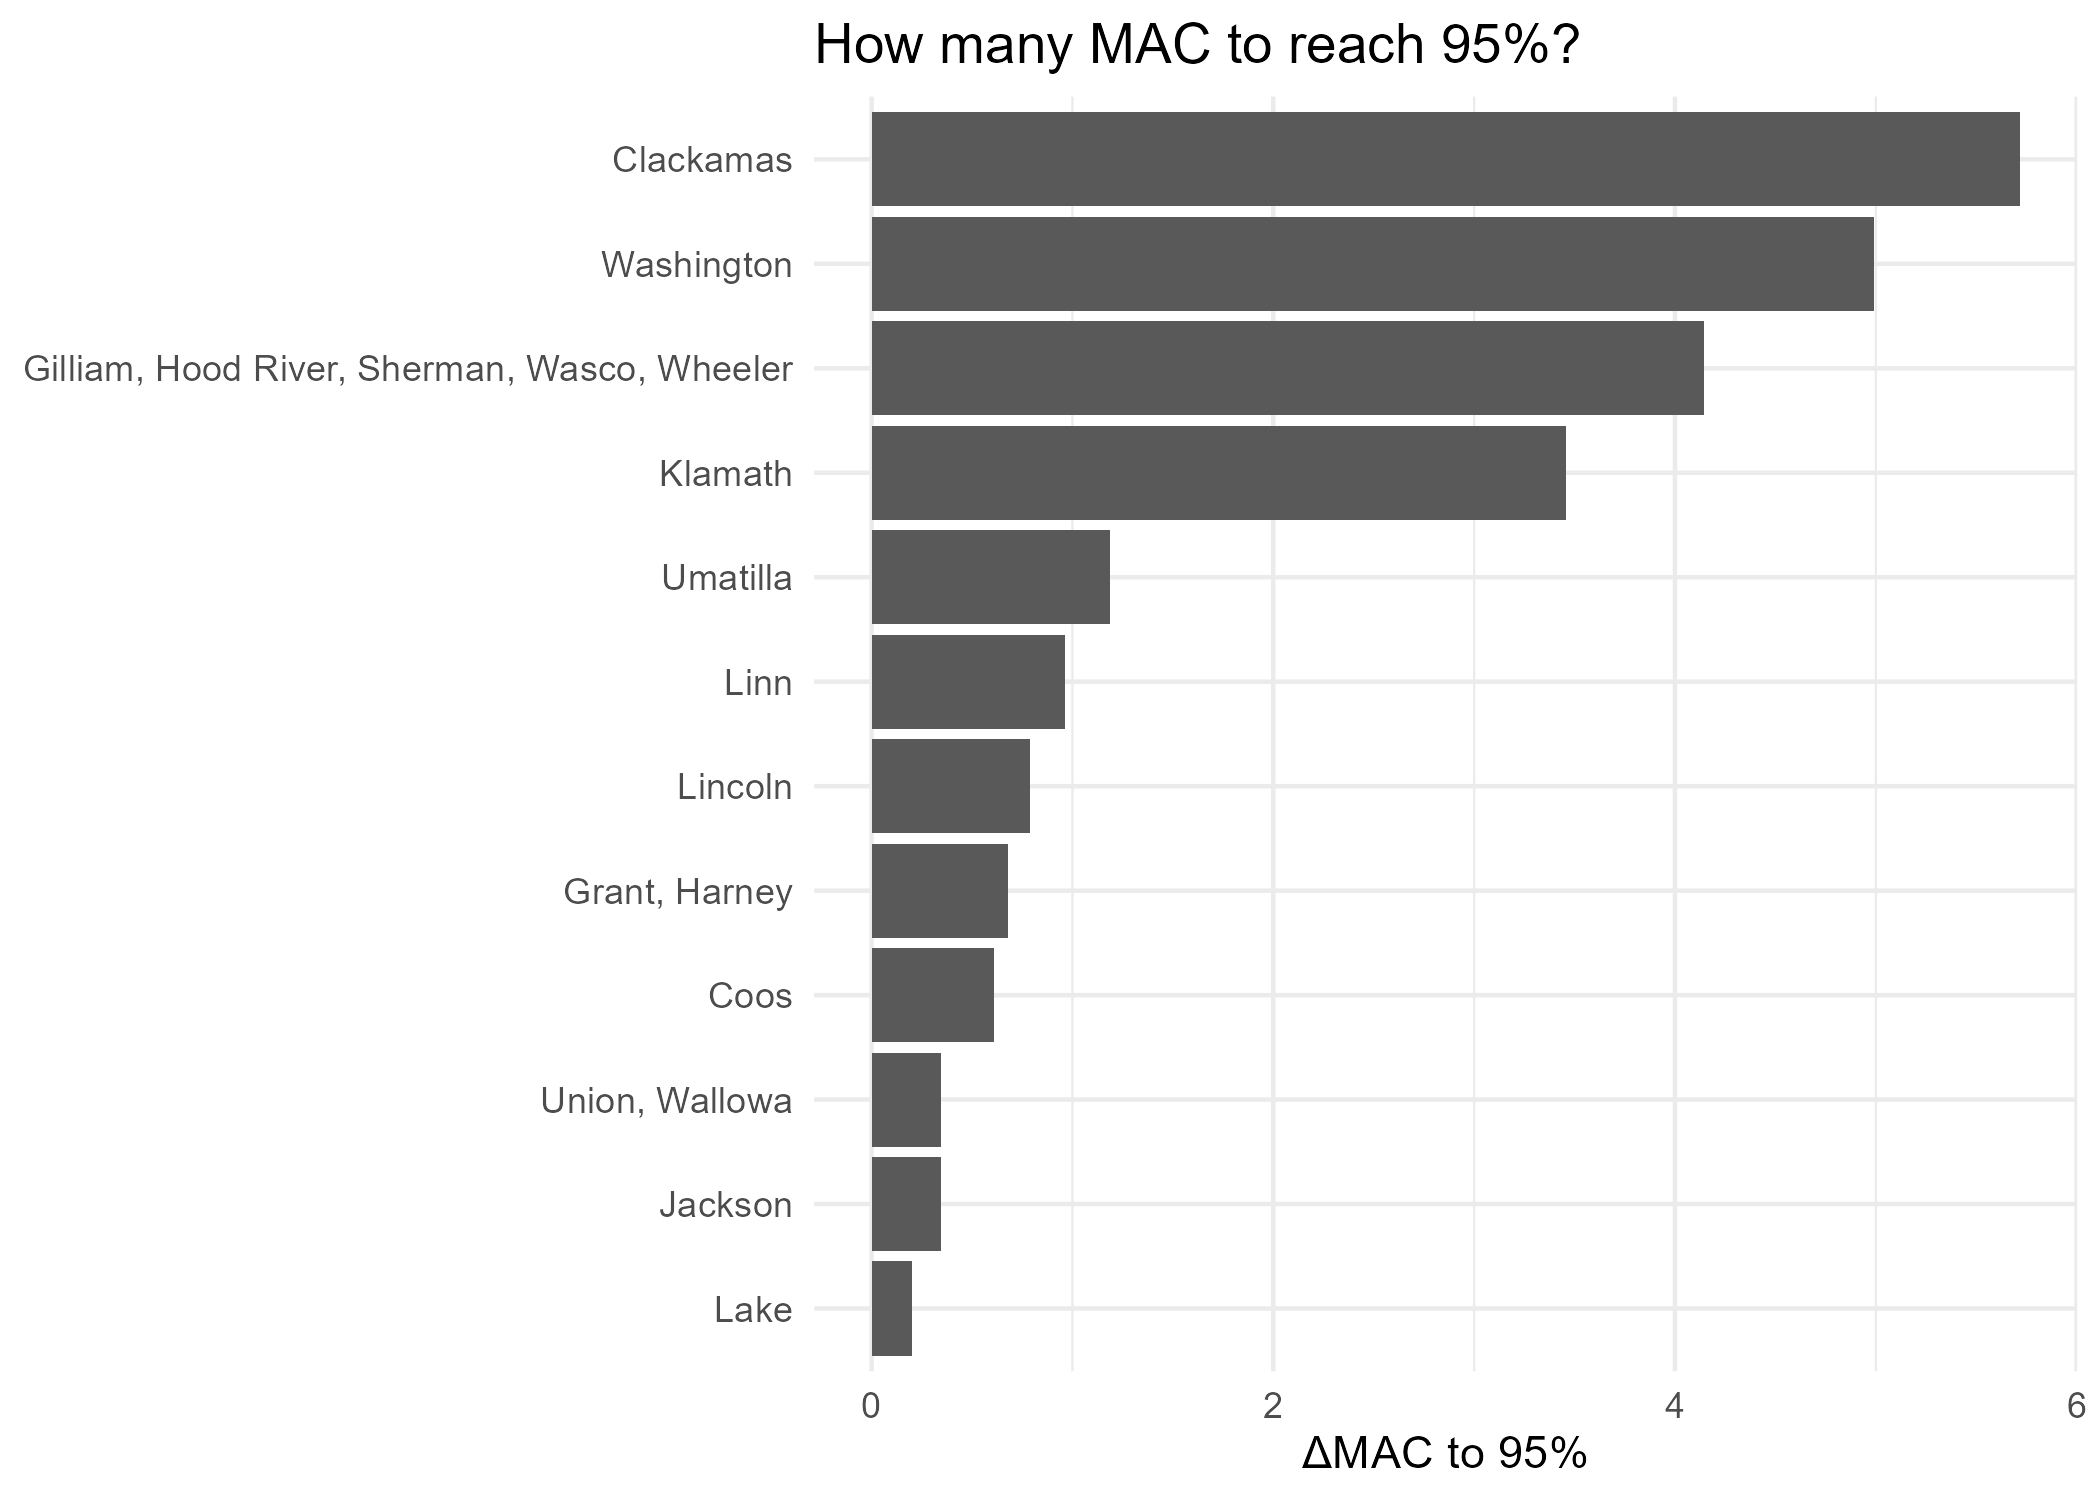 How many MAC to reach 95%?
Clackamas
Washington
Gilliam, Hood River, Sherman, Wasco, Wheeler
Klamath
Umatilla
Linn
Lincoln
Grant, Harney
Coos
Union, Wallowa
Jackson
Lake
0 2 4 6
ΔMAC to 95%